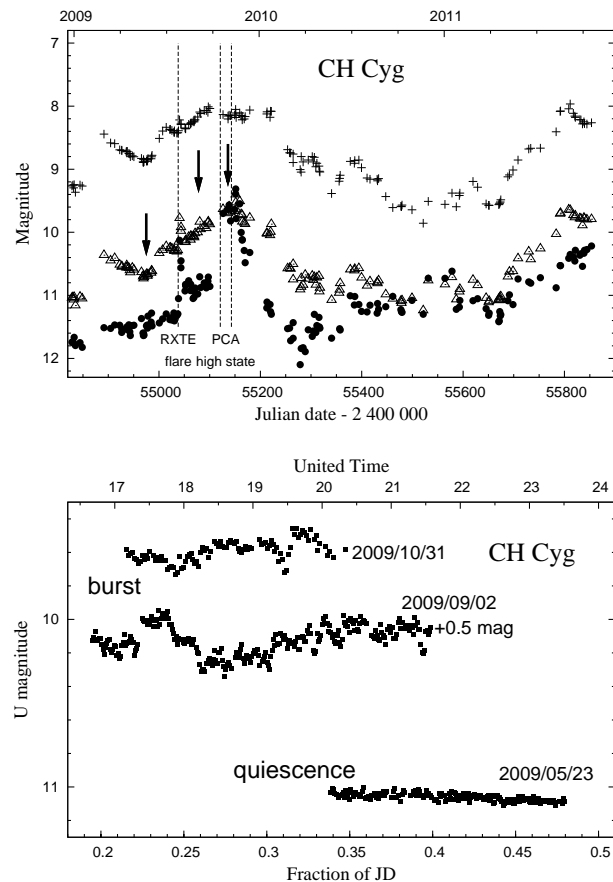 2009 2010 2011
7
8
9
10
11
12
Magnitude
CH Cyg
RXTE PCA
flare high state
55000 55200 55400 55600 55800
Julian date - 2 400 000
United Time
17 18 19 20 21 22 23 24
U magnitude
10
11
CH Cyg
2009/10/31
burst
2009/09/02
+0.5 mag
quiescence
2009/05/23
0.2 0.25 0.3 0.35 0.4 0.45 0.5
Fraction of JD